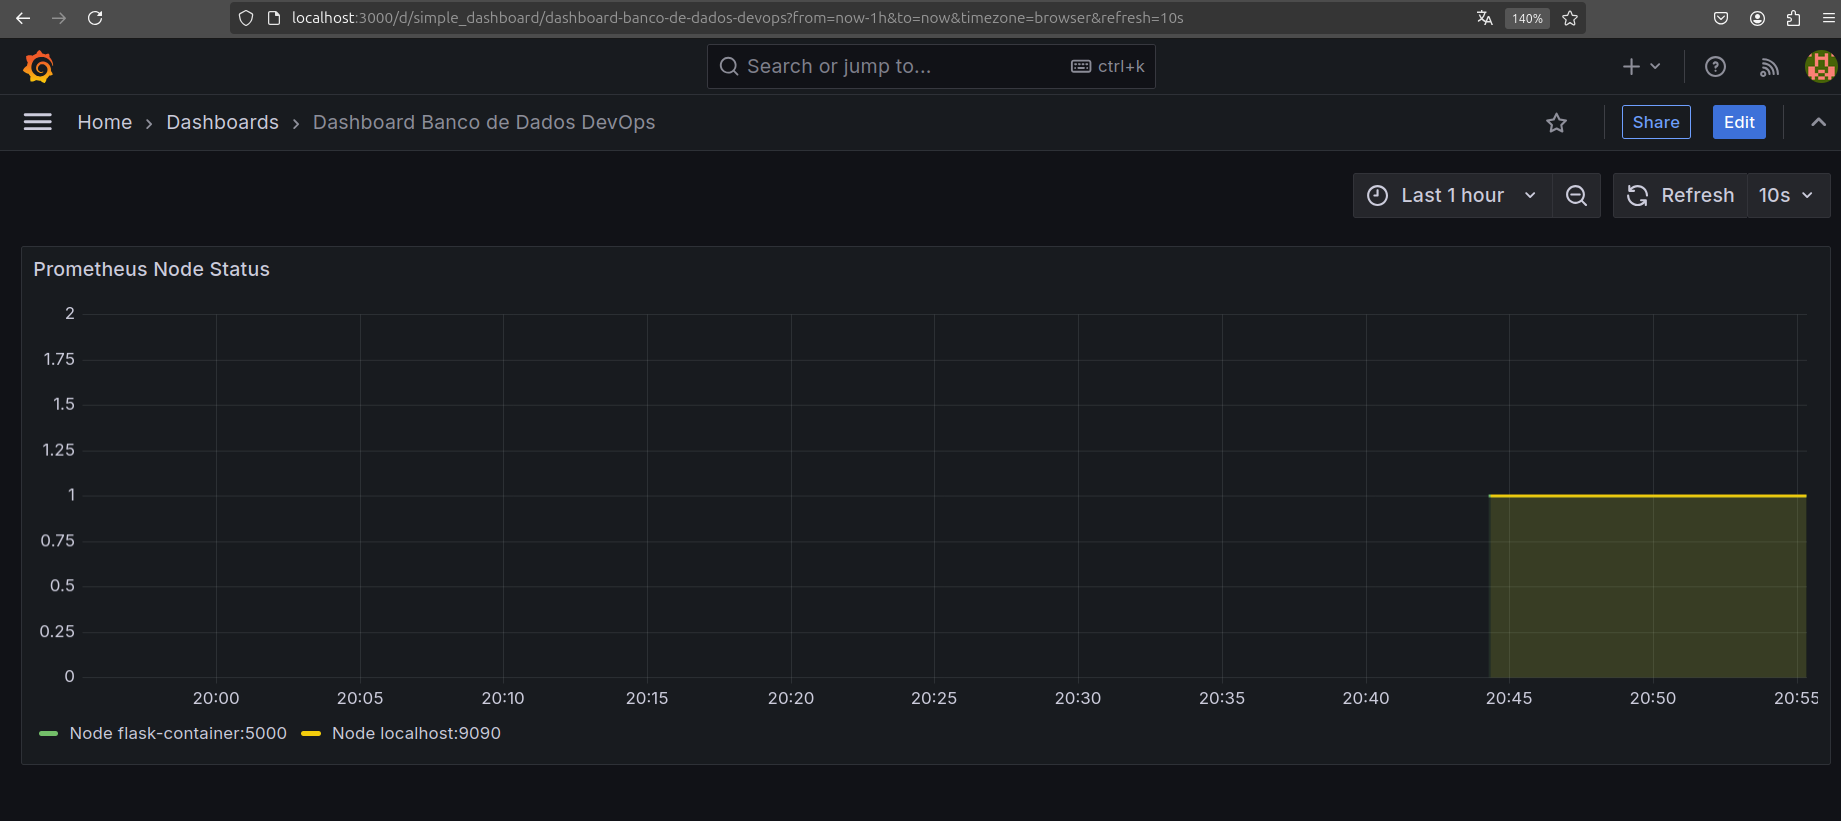 localhost:3000/d/simple_dashboard/dashboard-banco-de-dados-devops?from=now-1h&to=now&timezone=browser&refresh=10s
140%
Search or jump to...
ctrl+k
Home > Dashboards > Dashboard Banco de Dados DevOps
Share
Edit
Last 1 hour
Refresh
10s
Prometheus Node Status
2
1.75
1.5
1.25
1
0.75
0.5
0.25
0
20:00 20:05 20:10 20:15 20:20 20:25 20:30 20:35 20:40 20:45 20:50 20:55
Node flask-container:5000 Node localhost:9090